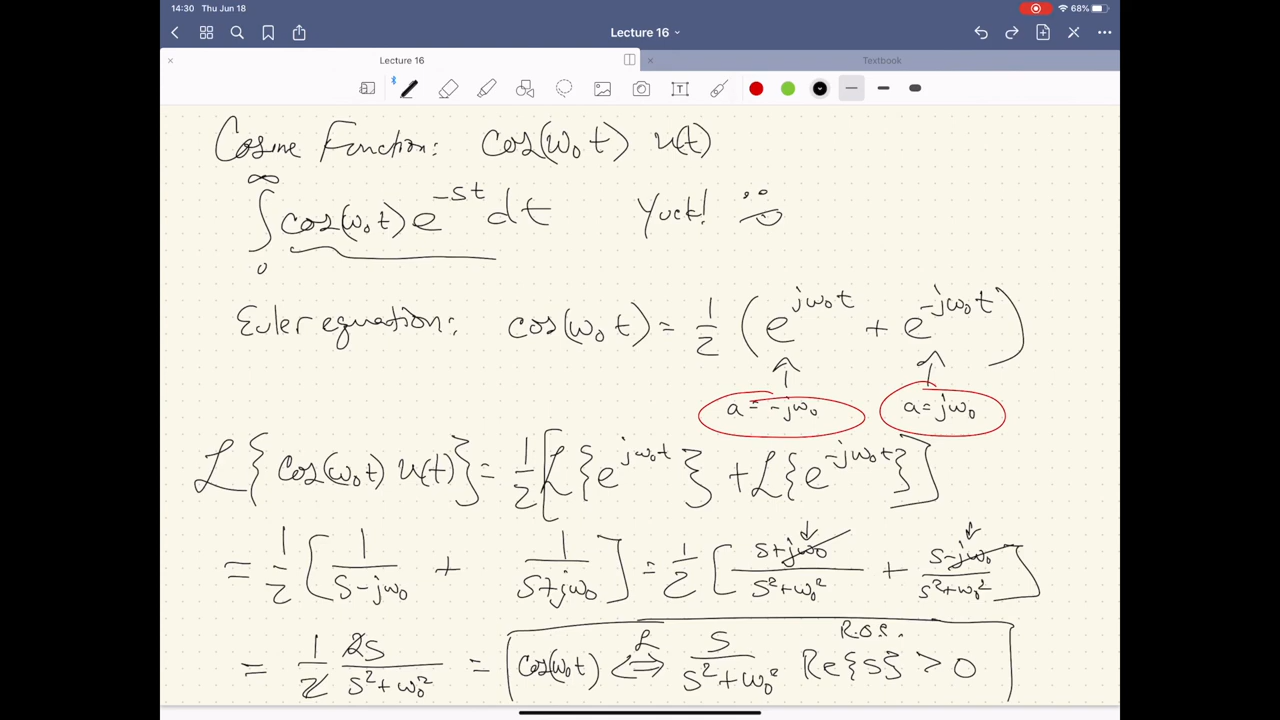 14:30 Thu Jun 18
68%
Lecture 16
Lecture 16
Textbook
Cosine Function: cos(ω₀t) u(t)
∫₀^∞ cos(ω₀t) e^{-st} dt Yuck!
Euler equation: cos(ω₀t) = 1/2 (e^{jω₀t} + e^{-jω₀t})
a = -jω₀ a = jω₀
ℒ{cos(ω₀t) u(t)} = 1/2 [ℒ{e^{jω₀t}} + ℒ{e^{-jω₀t}}]
= 1/2 [1/(s-jω₀) + 1/(s+jω₀)] = 1/2 [(s+jω₀)/(s²+ω₀²) + (s-jω₀)/(s²+ω₀²)]
R.O.C.
= 1/2 2s/(s²+ω₀²) = cos(ω₀t) ⇔ ℒ s/(s²+ω₀²) Re{s} > 0